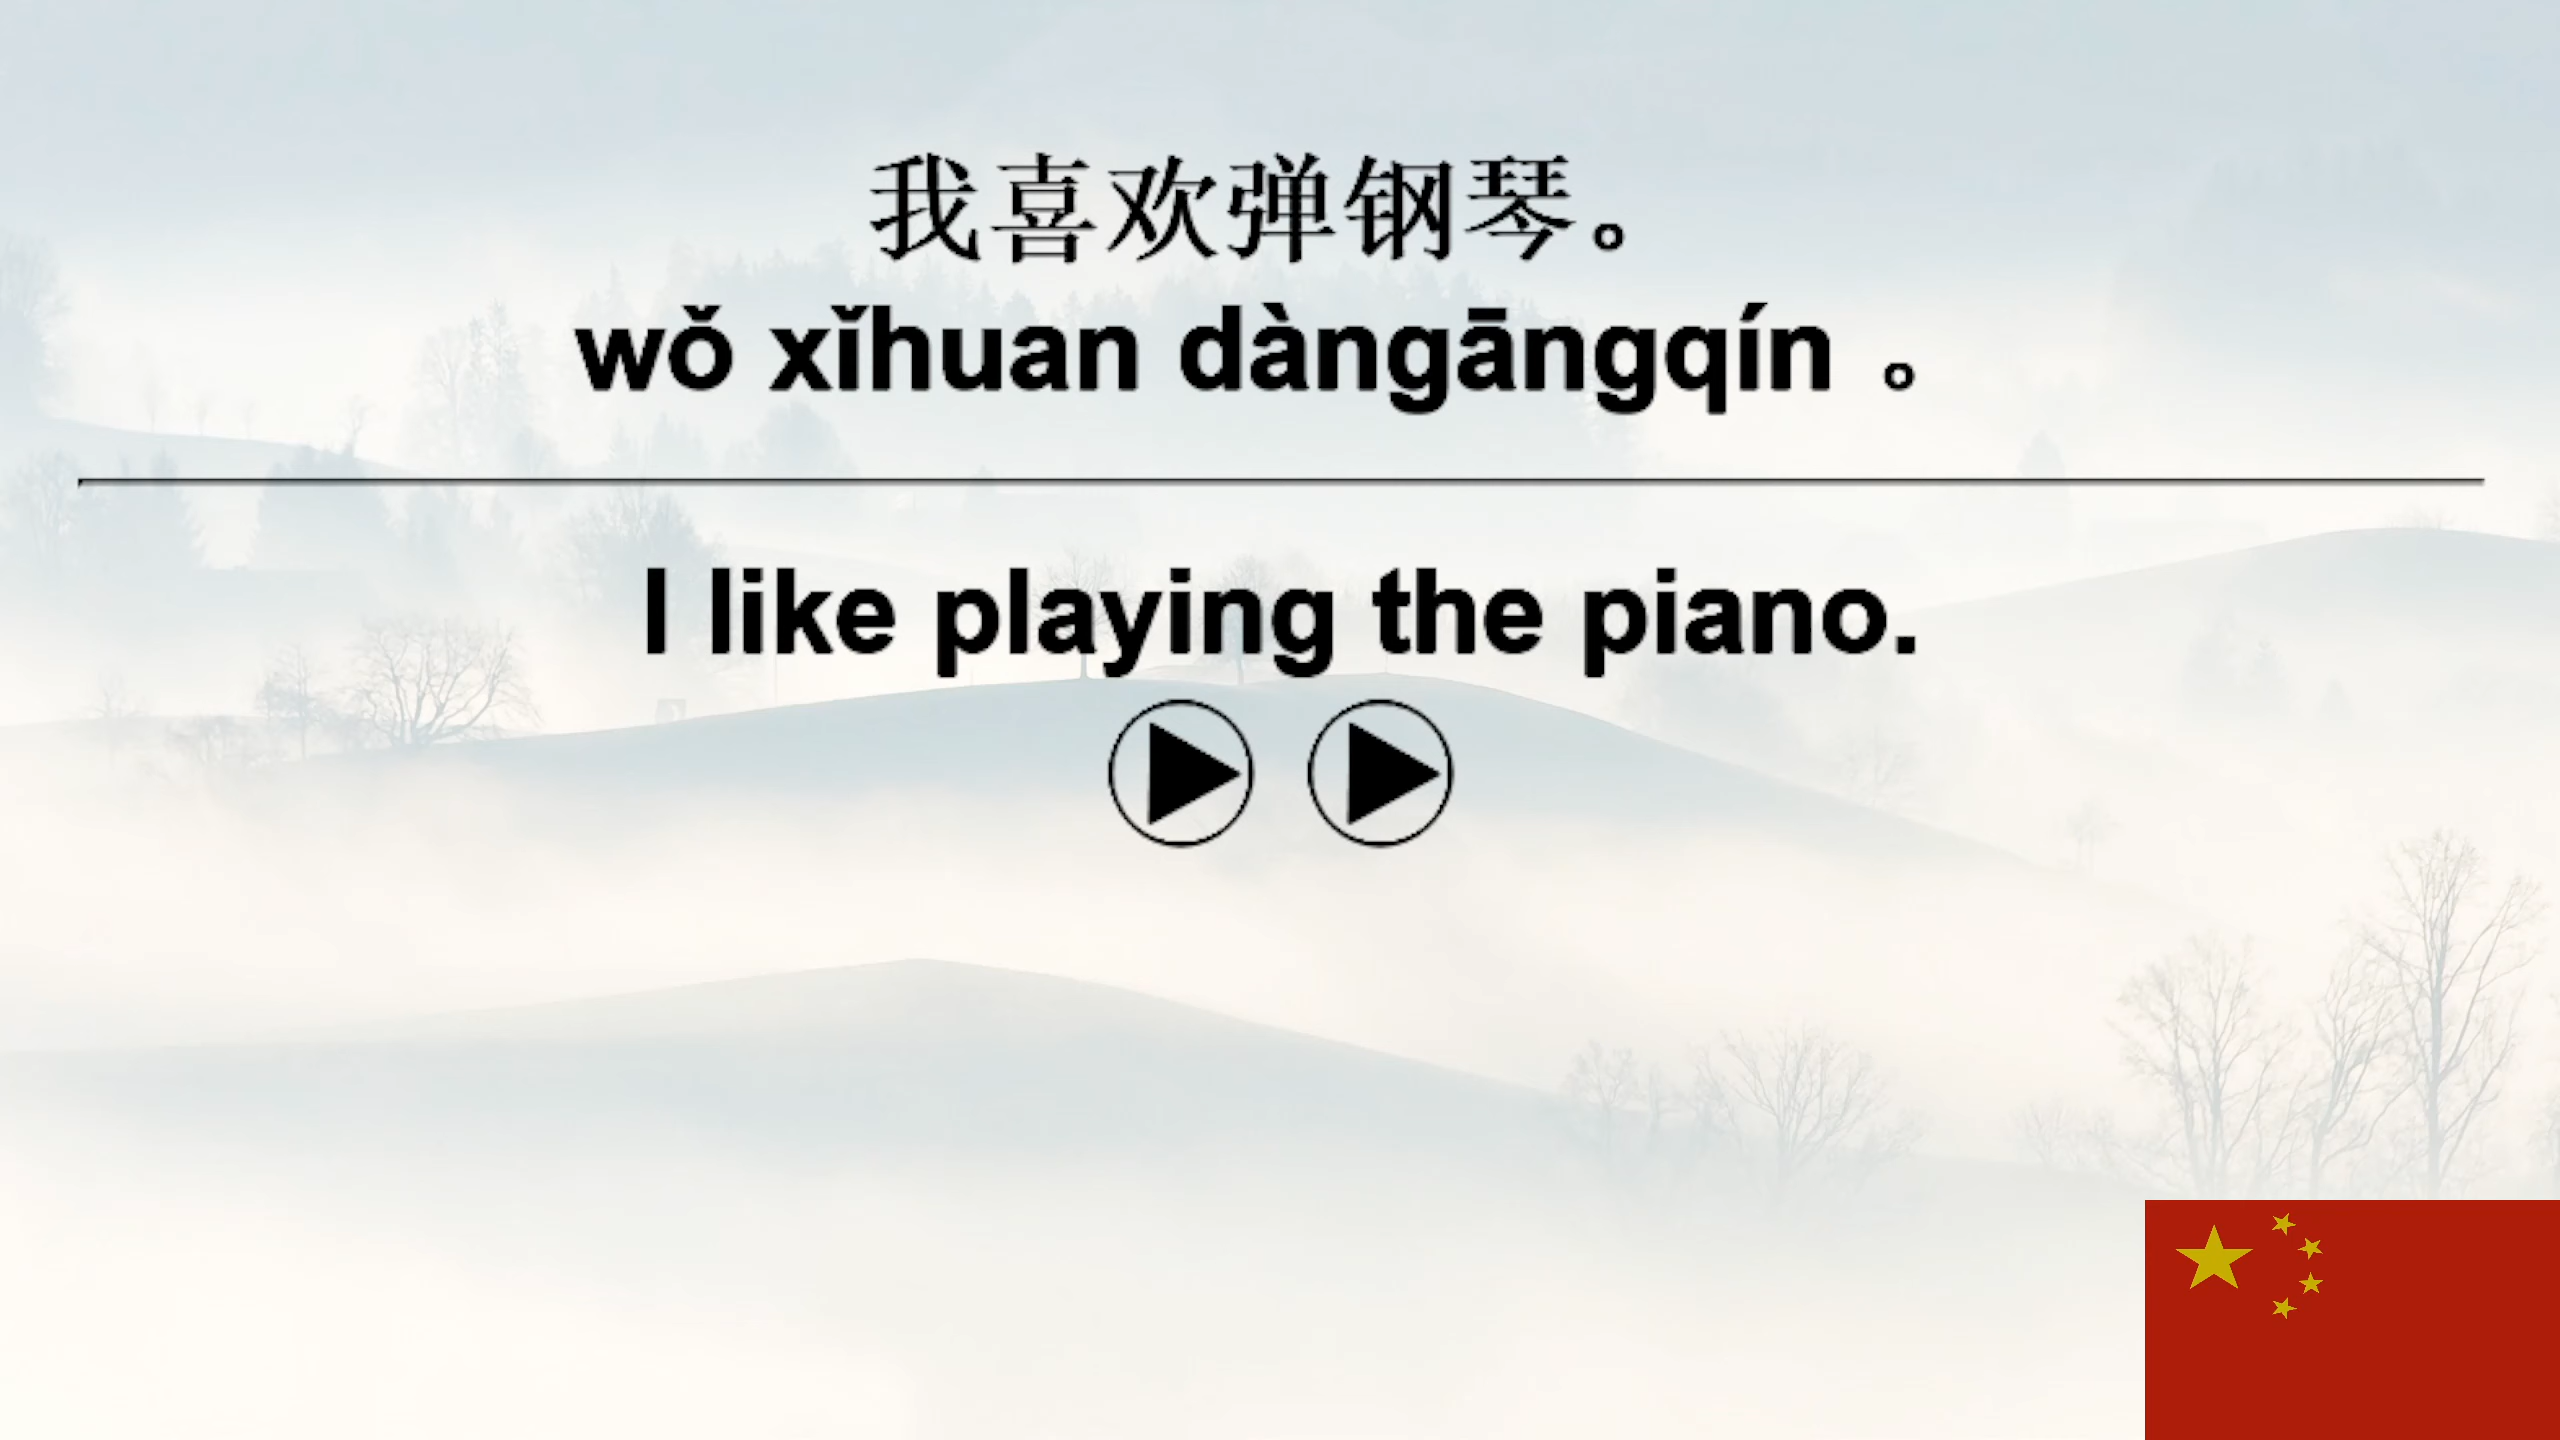 我喜欢弹钢琴。
wǒ xǐhuan dàngāngqín 。
I like playing the piano.